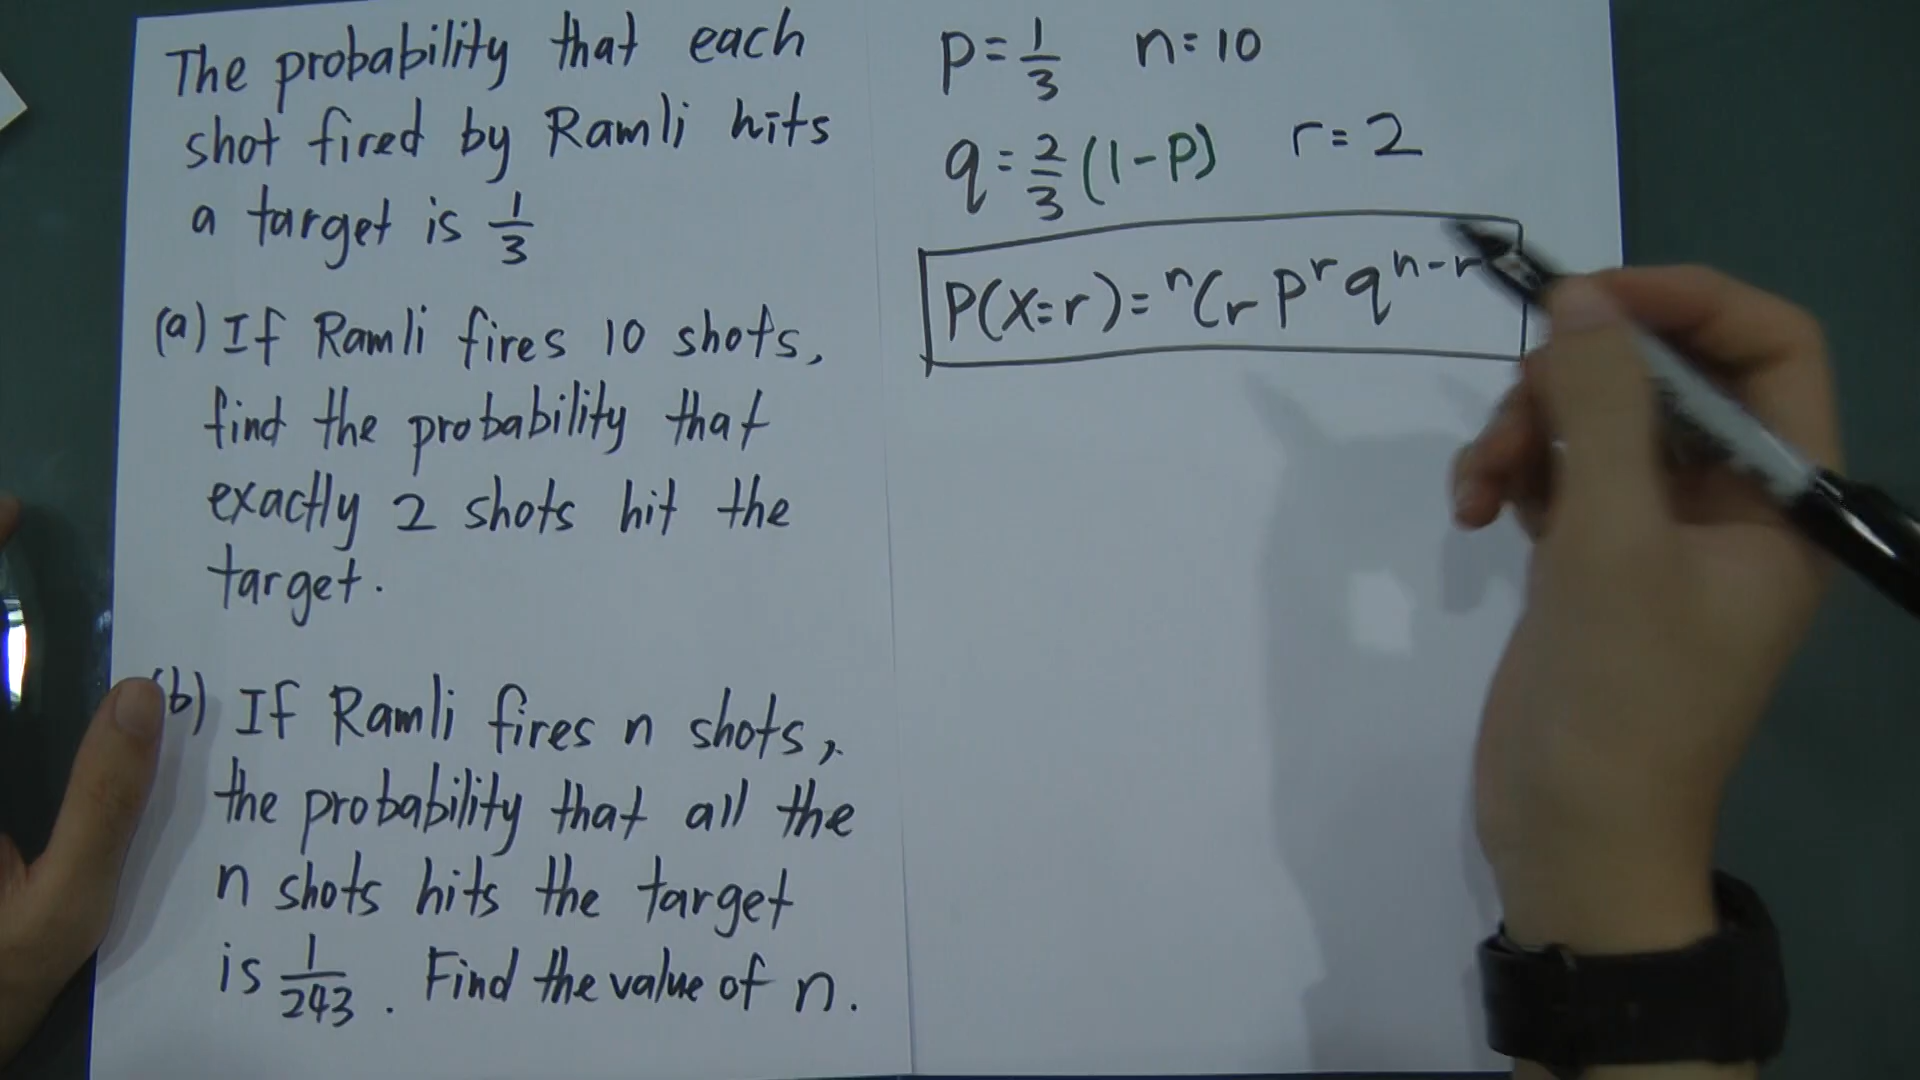 The probability that each
shot fired by Ramli hits
a target is 1/3
(a) If Ramli fires 10 shots,
find the probability that
exactly 2 shots hit the
target.
(b) If Ramli fires n shots,
the probability that all the
n shots hits the target
is 1/243. Find the value of n.
p=1/3 n=10
q=2/3 (1-p) r=2
P(X=r)=ⁿCr pʳ qⁿ⁻ʳ